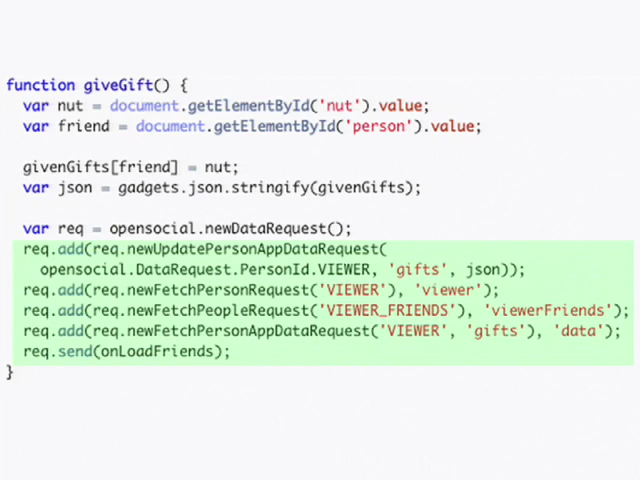 function giveGift() {
var nut = document.getElementById('nut').value;
var friend = document.getElementById('person').value;
givenGifts[friend] = nut;
var json = gadgets.json.stringify(givenGifts);
var req = opensocial.newDataRequest();
req.add(req.newUpdatePersonAppDataRequest(
opensocial.DataRequest.PersonId.VIEWER, 'gifts', json));
req.add(req.newFetchPersonRequest('VIEWER'), 'viewer');
req.add(req.newFetchPeopleRequest('VIEWER_FRIENDS'), 'viewerFriends');
req.add(req.newFetchPersonAppDataRequest('VIEWER', 'gifts'), 'data');
req.send(onLoadFriends);
}